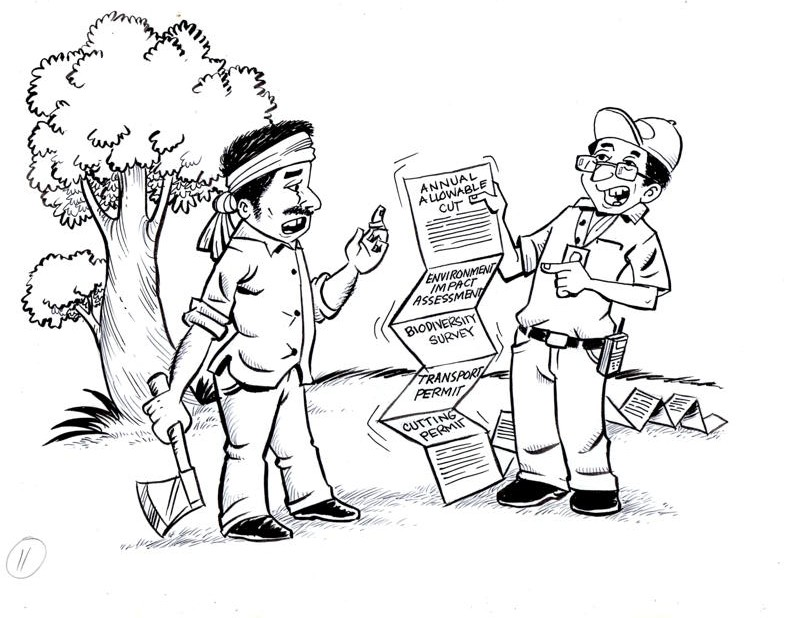 ANNUAL
ALLOWABLE
CUT
ENVIRONMENT
IMPACT
ASSESSMENT
BIODIVERSITY
SURVEY
TRANSPORT
PERMIT
CUTTING
PERMIT
11